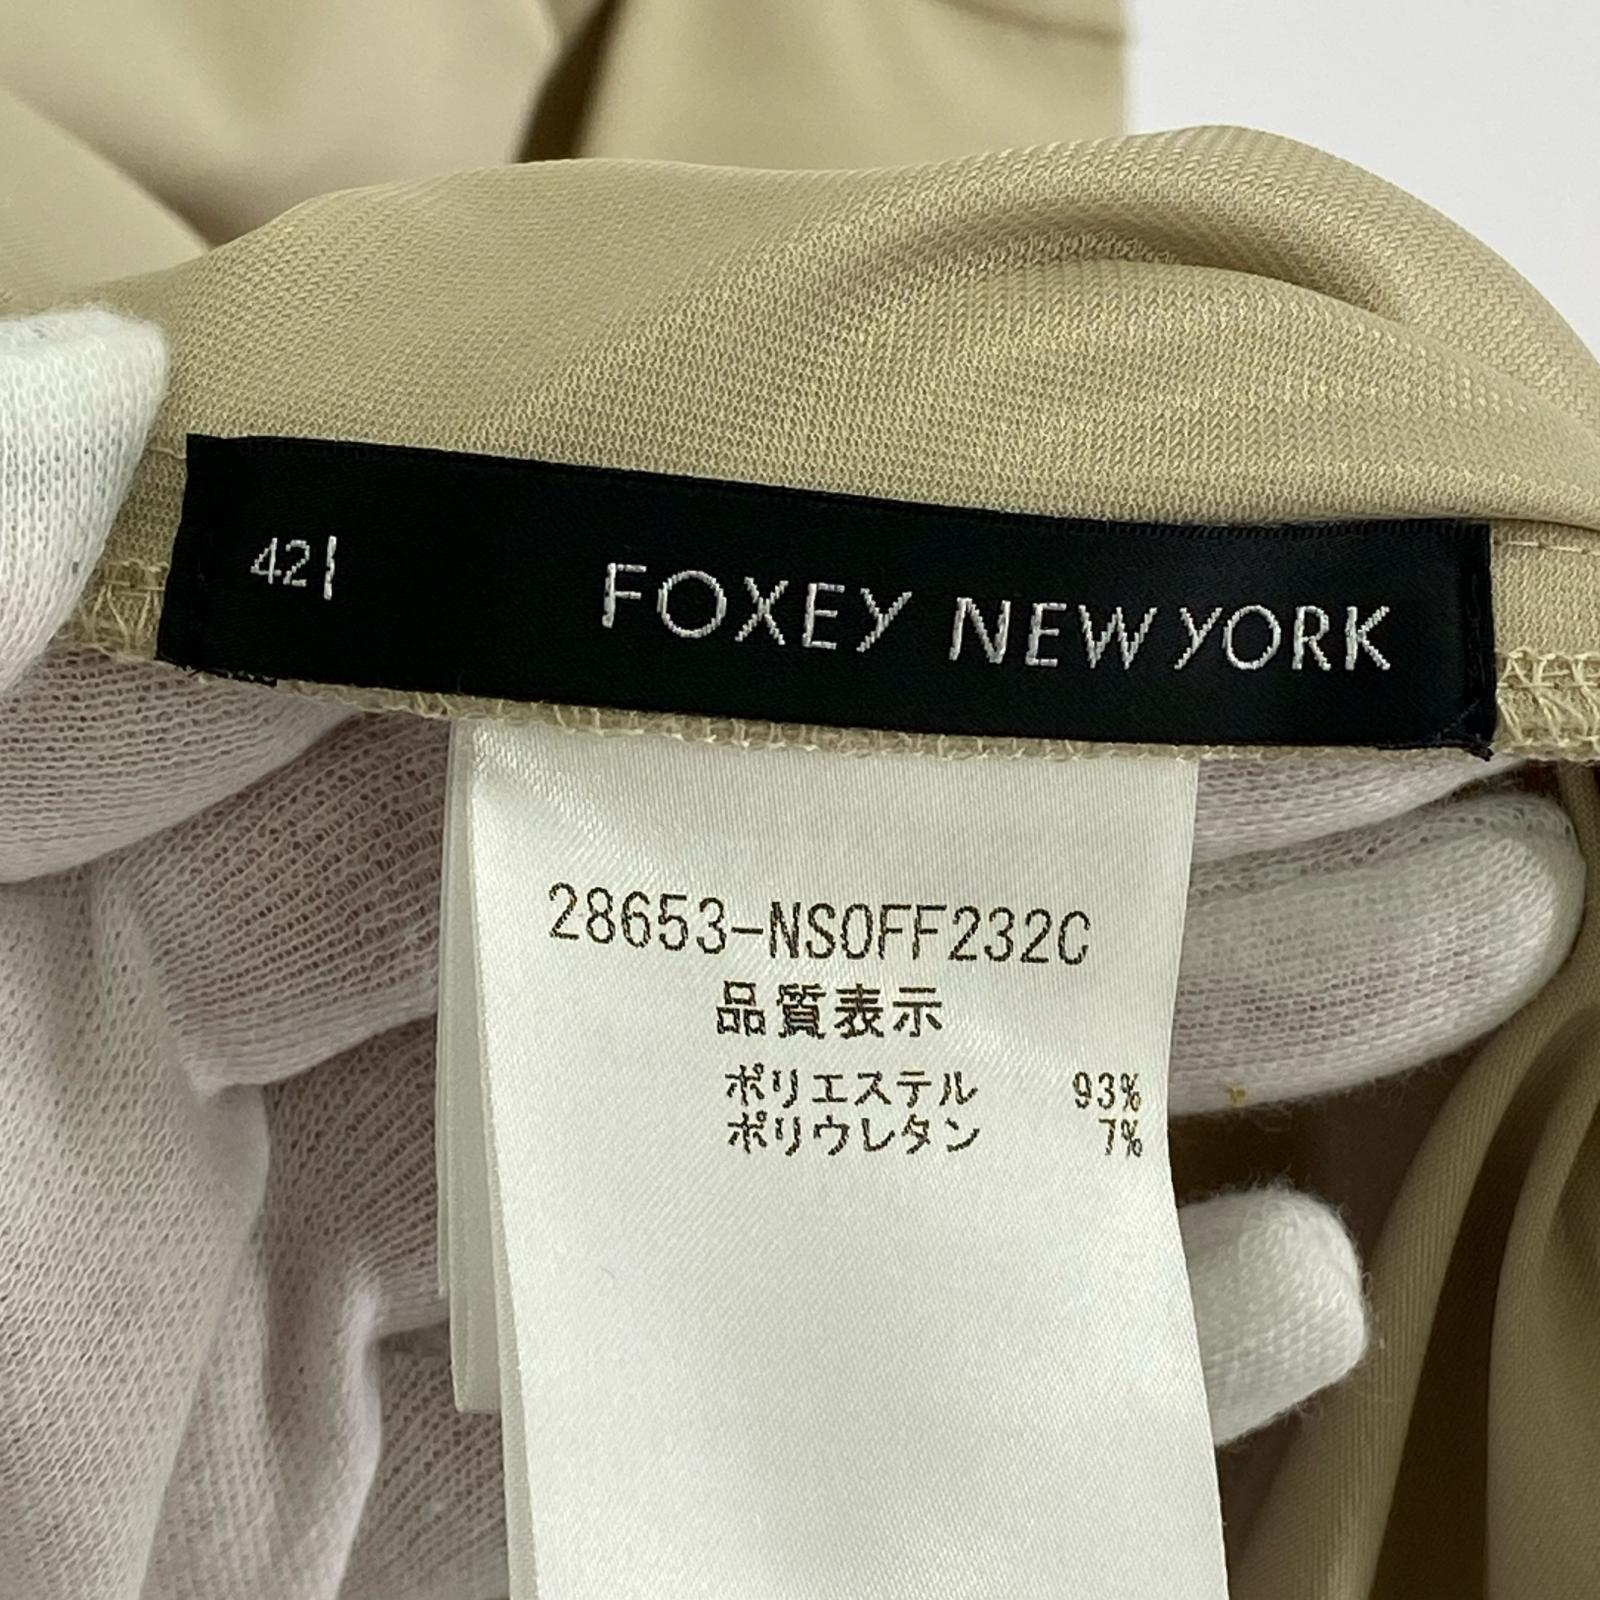 42
FOXEY NEW YORK
28653-NSOFF232C
品質表示
ポリエステル 93%
ポリウレタン 7%